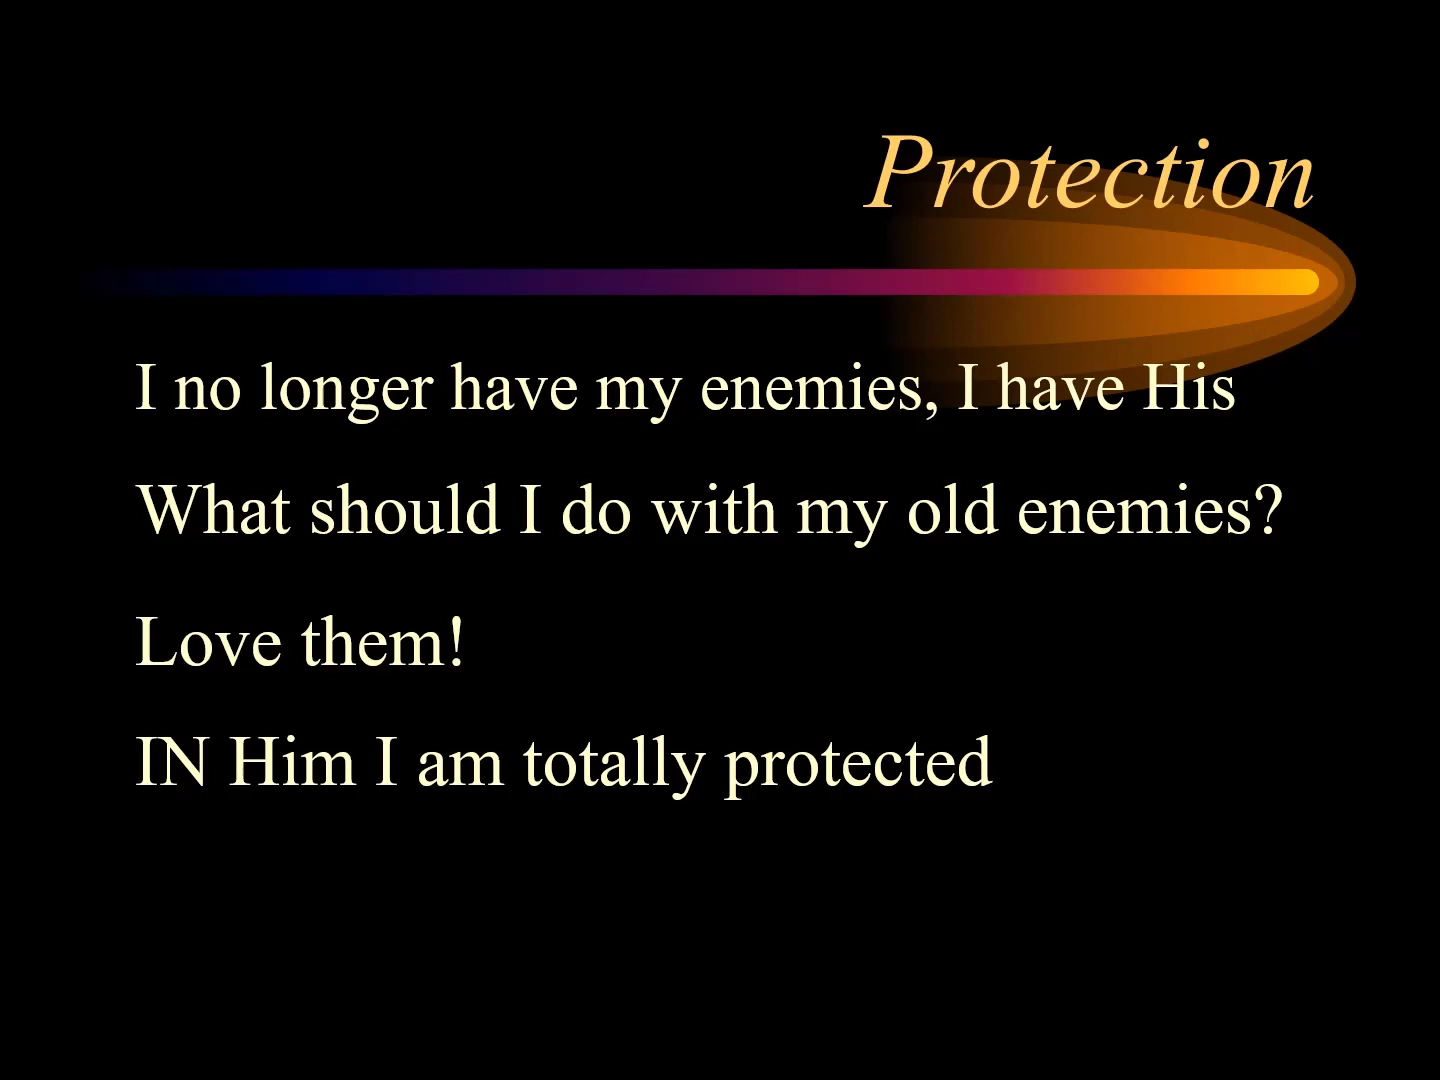 Protection
I no longer have my enemies, I have His
What should I do with my old enemies?
Love them!
IN Him I am totally protected